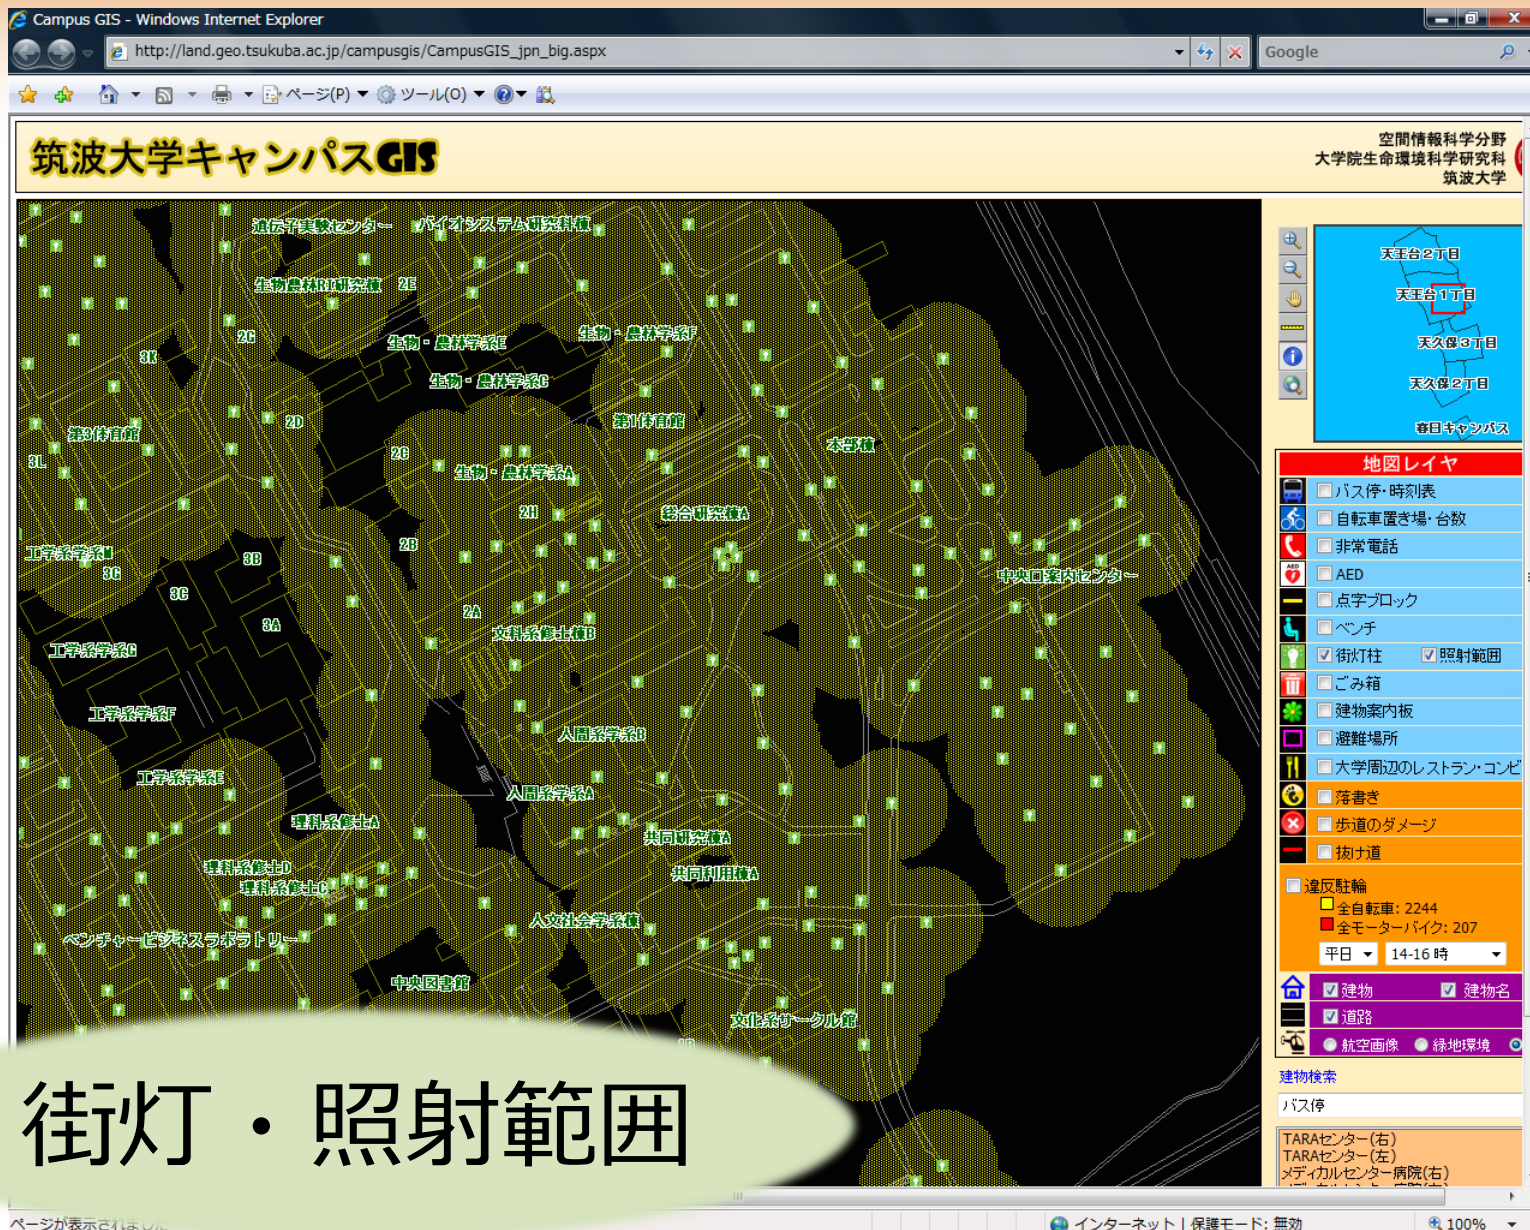 Campus GIS - Windows Internet Explorer
http://land.geo.tsukuba.ac.jp/campusgis/CampusGIS_jpn_big.aspx
Google
ページ(P)
ツール(O)
筑波大学キャンパスGIS
空間情報科学分野
大学院生命環境科学研究科
筑波大学
遺伝子実験センター
バイオシステム研究科棟
生物農林RI研究棟
2E
2G
3K
生物・農林学系E
生物・農林学系F
生物・農林学系C
2D
第1体育館
第3体育館
本部棟
3L
2C
生物・農林学系A
2H
総合研究棟A
工学系学系M
3G
3B
2B
中央口案内センター
3C
3A
2A
文科系修士棟B
工学系学系G
工学系学系F
人間系学系B
工学系学系E
人間系学系A
理科系修士A
共同研究棟A
理科系修士D
理科系修士C
共同利用棟A
人文社会学系棟
ベンチャービジネスラボラトリー
中央図書館
文化系サークル館
天王台2丁目
天王台1丁目
天久保3丁目
天久保2丁目
春日キャンパス
地図レイヤ
バス停・時刻表
自転車置き場・台数
非常電話
AED
点字ブロック
ベンチ
街灯柱 照射範囲
ごみ箱
建物案内板
避難場所
大学周辺のレストラン・コンビ
落書き
歩道のダメージ
抜け道
違反駐輪
全自転車: 2244
全モーターバイク: 207
平日 14-16 時
建物 建物名
道路
航空画像 緑地環境
建物検索
バス停
TARAセンター(右)
TARAセンター(左)
メディカルセンター病院(右)
街灯・照射範囲
ページが表示されました
インターネット | 保護モード: 無効
100%